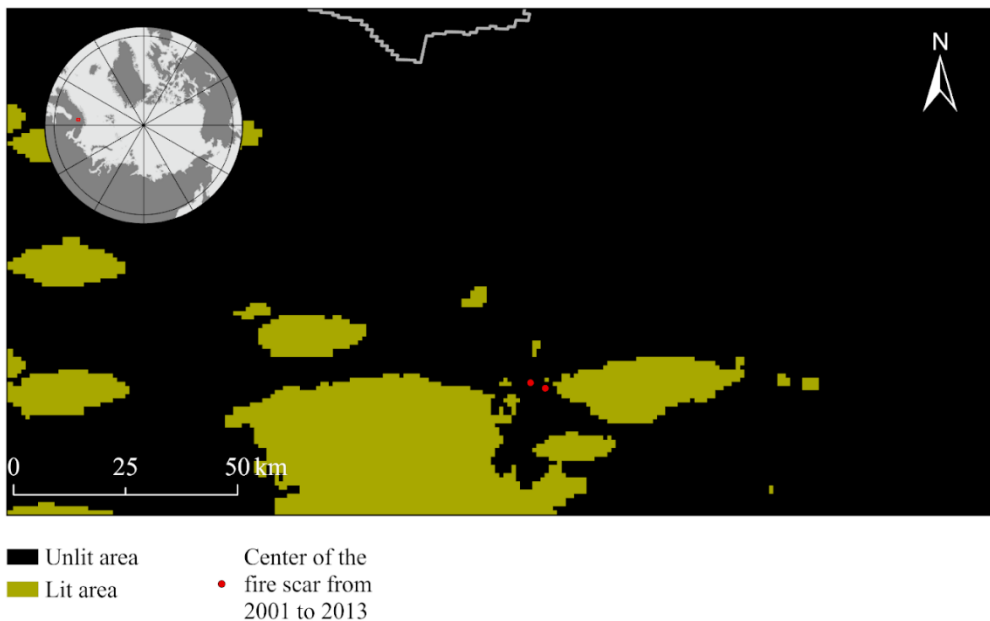 N
0 25 50 km
Unlit area
Lit area
Center of the
fire scar from
2001 to 2013